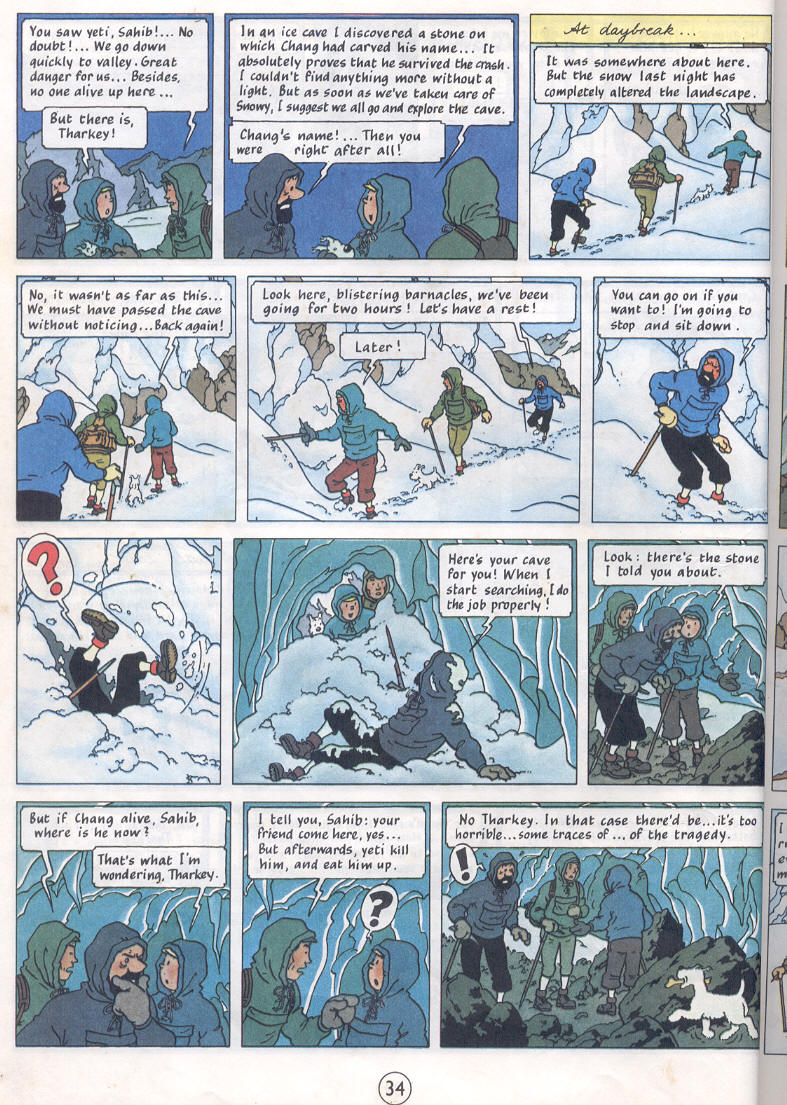 You saw yeti, Sahib!... No
doubt!... We go down
quickly to valley. Great
danger for us... Besides,
no one alive up here...
But there is,
Tharkey!
In an ice cave I discovered a stone on
which Chang had carved his name... It
absolutely proves that he survived the crash.
I couldn't find anything more without a
light. But as soon as we've taken care of
Snowy, I suggest we all go and explore the cave.
Chang's name!... Then you
were right after all!
At daybreak...
It was somewhere about here.
But the snow last night has
completely altered the landscape.
No, it wasn't as far as this...
We must have passed the cave
without noticing... Back again!
Look here, blistering barnacles, we've been
going for two hours! Let's have a rest!
Later!
You can go on if you
want to! I'm going to
stop and sit down.
?
Here's your cave
for you! When I
start searching, I do
the job properly!
Look: there's the stone
I told you about.
But if Chang alive, Sahib,
where is he now?
That's what I'm
wondering, Tharkey.
I tell you, Sahib: your
friend come here, yes...
But afterwards, yeti kill
him, and eat him up.
?
No Tharkey. In that case there'd be...it's too
horrible...some traces of... of the tragedy.
!
34